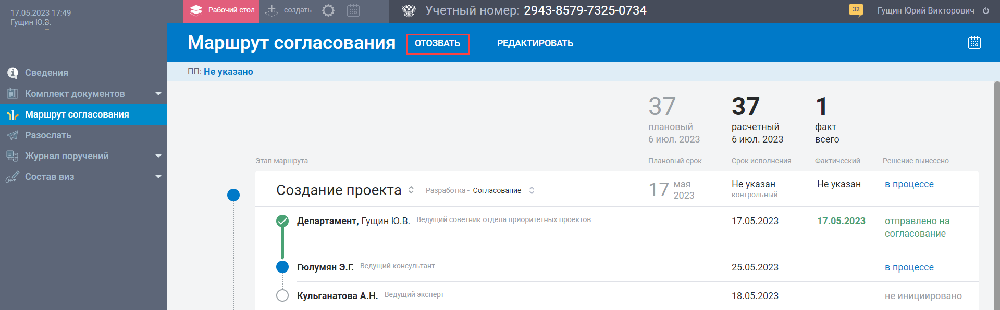 17.05.2023 17:49
Гущин Ю.В.
Рабочий стол
создать
Учетный номер: 2943-8579-7325-0734
32
Гущин Юрий Викторович
Маршрут согласования
ОТОЗВАТЬ
РЕДАКТИРОВАТЬ
ПП: Не указано
Сведения
Комплект документов
Маршрут согласования
Разослать
Журнал поручений
Состав виз
37
плановый
6 июл. 2023
37
расчетный
6 июл. 2023
1
факт
всего
Этап маршрута
Плановый срок
Срок исполнения
Фактический
Решение вынесено
Создание проекта
Разработка - Согласование
17 мая
2023
Не указан
контрольный
Не указан
в процессе
Департамент, Гущин Ю.В. Ведущий советник отдела приоритетных проектов
17.05.2023
17.05.2023
отправлено на
согласование
Гюлумян Э.Г. Ведущий консультант
25.05.2023
в процессе
Кульганатова А.Н. Ведущий эксперт
18.05.2023
не инициировано